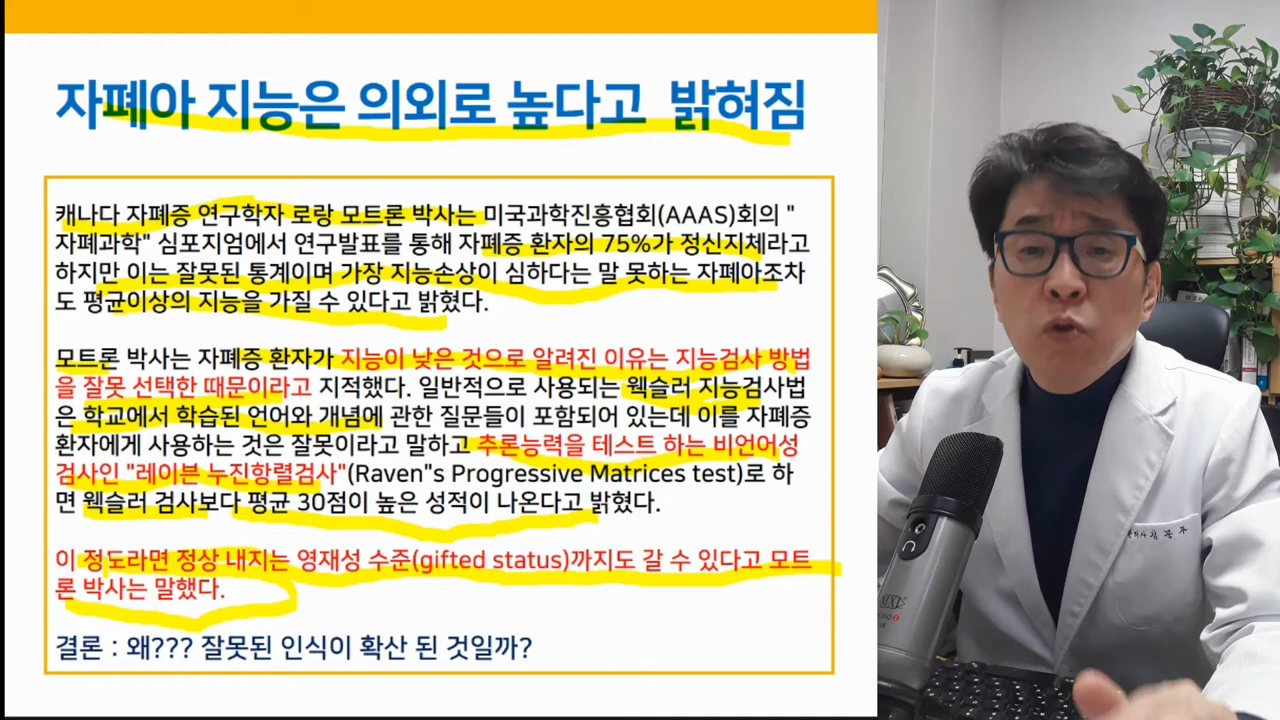 자폐아 지능은 의외로 높다고 밝혀짐
캐나다 자폐증 연구학자 로랑 모트론 박사는 미국과학진흥협회(AAAS)회의 "
자폐과학" 심포지엄에서 연구발표를 통해 자폐증 환자의 75%가 정신지체라고
하지만 이는 잘못된 통계이며 가장 지능손상이 심하다는 말 못하는 자폐아조차
도 평균이상의 지능을 가질 수 있다고 밝혔다.
모트론 박사는 자폐증 환자가 지능이 낮은 것으로 알려진 이유는 지능검사 방법
을 잘못 선택한 때문이라고 지적했다. 일반적으로 사용되는 웩슬러 지능검사법
은 학교에서 학습된 언어와 개념에 관한 질문들이 포함되어 있는데 이를 자폐증
환자에게 사용하는 것은 잘못이라고 말하고 추론능력을 테스트 하는 비언어성
검사인 "레이븐 누진항렬검사"(Raven"s Progressive Matrices test)로 하
면 웩슬러 검사보다 평균 30점이 높은 성적이 나온다고 밝혔다.
이 정도라면 정상 내지는 영재성 수준(gifted status)까지도 갈 수 있다고 모트
론 박사는 말했다.
결론 : 왜??? 잘못된 인식이 확산 된 것일까?
MXL